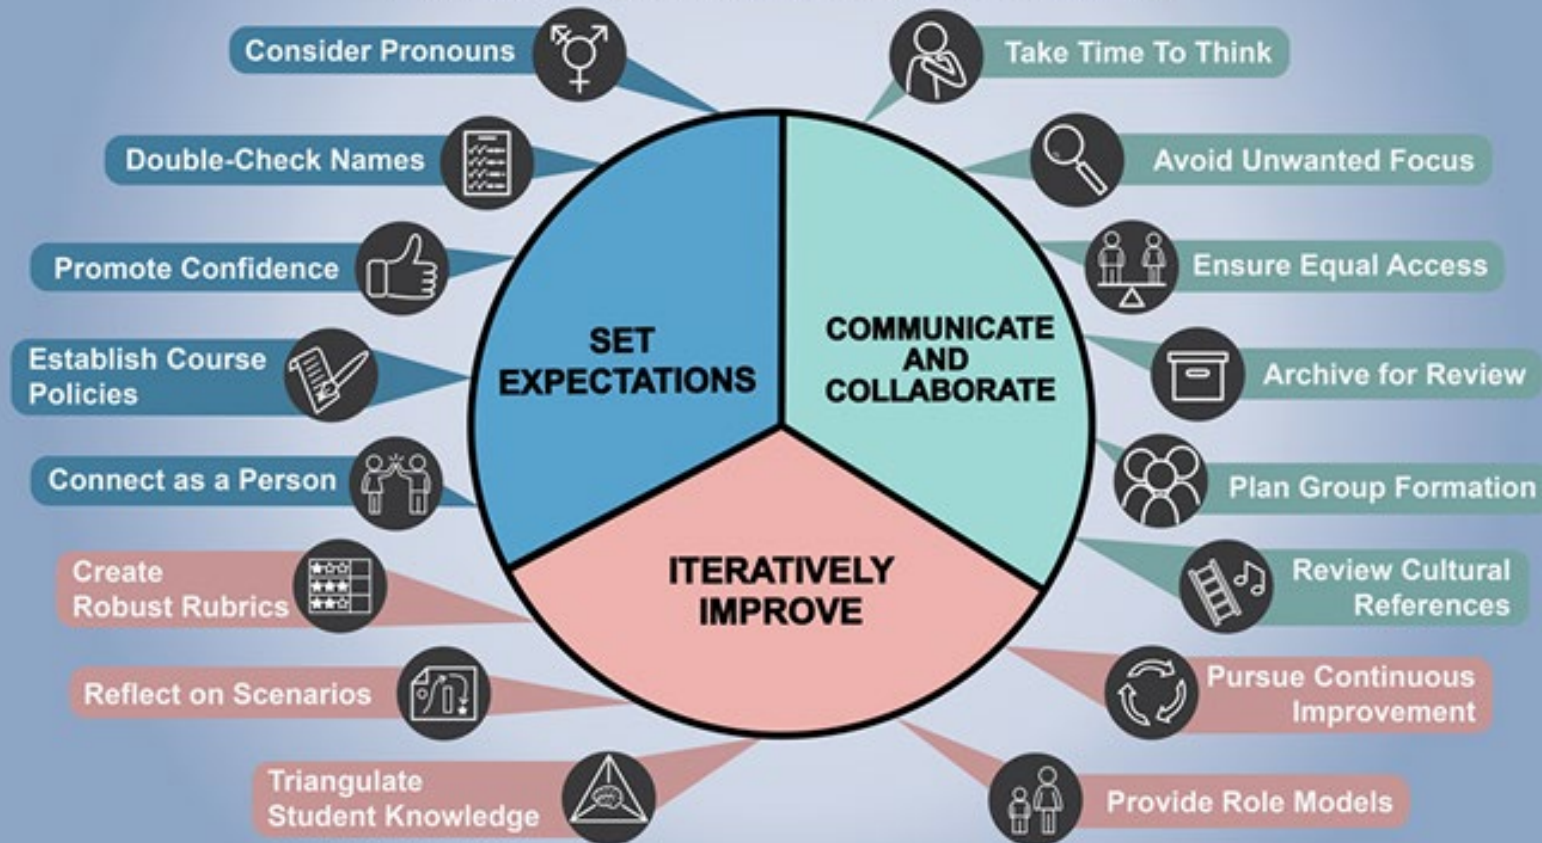 Consider Pronouns
Double-Check Names
Promote Confidence
Establish Course
Policies
Connect as a Person
SET
EXPECTATIONS
Take Time To Think
Avoid Unwanted Focus
Ensure Equal Access
Archive for Review
Plan Group Formation
Review Cultural
References
COMMUNICATE
AND
COLLABORATE
Create
Robust Rubrics
Reflect on Scenarios
Triangulate
Student Knowledge
ITERATIVELY
IMPROVE
Pursue Continuous
Improvement
Provide Role Models